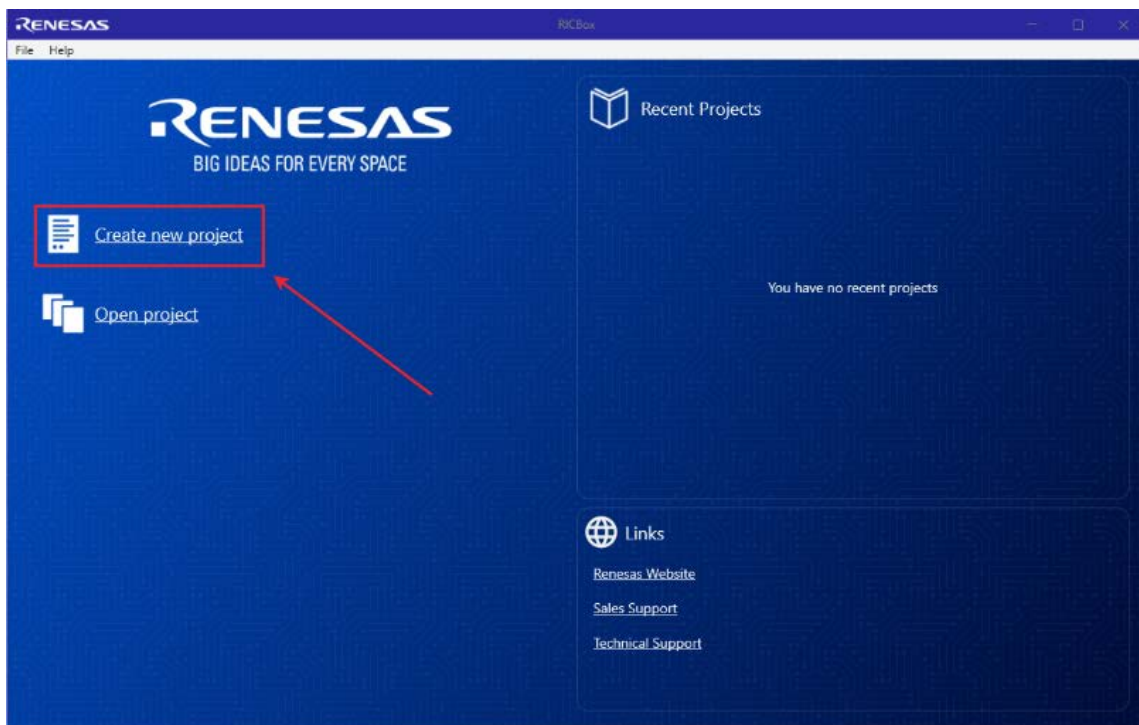 RENESAS
RICBox
File Help
RENESAS
BIG IDEAS FOR EVERY SPACE
Create new project
Open project
Recent Projects
You have no recent projects
Links
Renesas Website
Sales Support
Technical Support